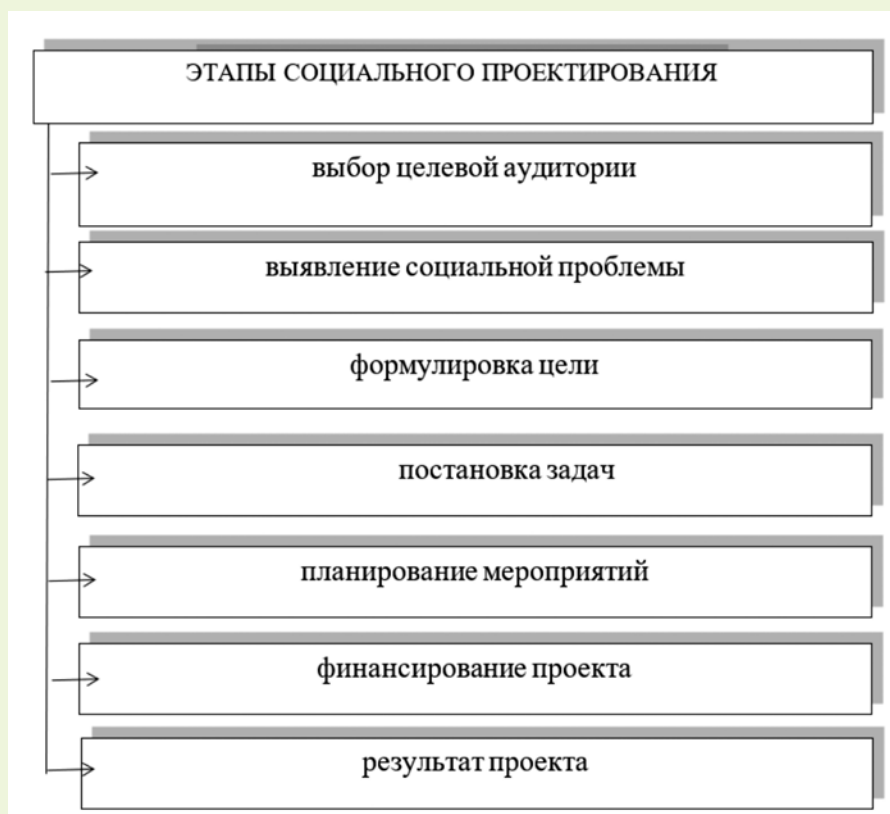 ЭТАПЫ СОЦИАЛЬНОГО ПРОЕКТИРОВАНИЯ
выбор целевой аудитории
выявление социальной проблемы
формулировка цели
постановка задач
планирование мероприятий
финансирование проекта
результат проекта